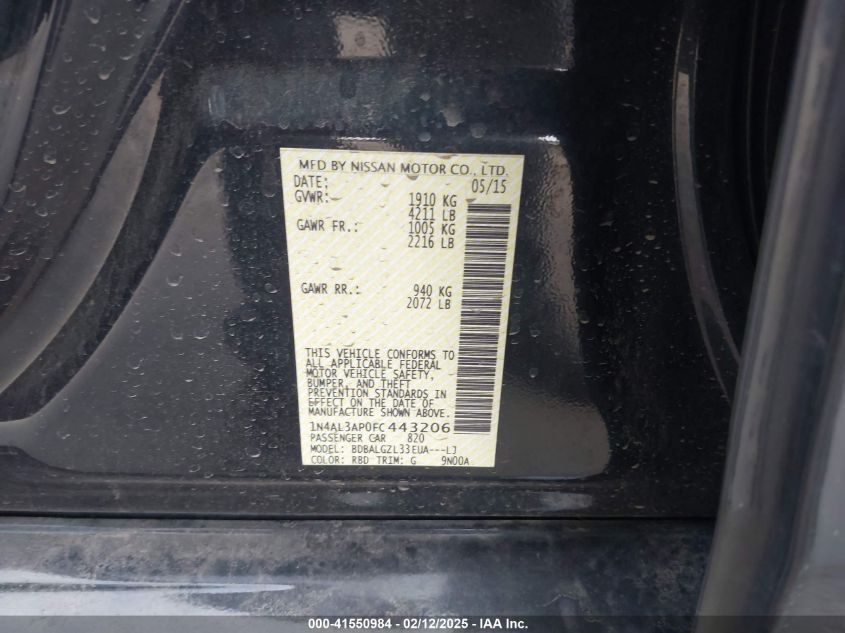 MFD BY NISSAN MOTOR CO., LTD.
DATE: 05/15
GVWR: 1910 KG
4211 LB
GAWR FR.: 1005 KG
2216 LB
GAWR RR.: 940 KG
2072 LB
THIS VEHICLE CONFORMS TO
ALL APPLICABLE FEDERAL
MOTOR VEHICLE SAFETY,
BUMPER, AND THEFT
PREVENTION STANDARDS IN
EFFECT ON THE DATE OF
MANUFACTURE SHOWN ABOVE.
1N4AL3AP0FC443206
PASSENGER CAR 820
MODEL: BDBALGZL33EUA---LJ
COLOR: RBD TRIM: G 9N00A
000-41550984 - 02/12/2025 - IAAI.com